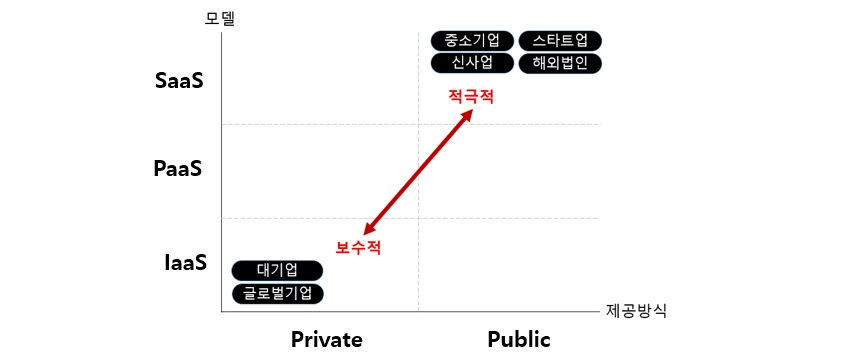 모델
중소기업 스타트업
신사업 해외법인
SaaS
적극적
PaaS
보수적
IaaS
대기업
글로벌기업
제공방식
Private Public